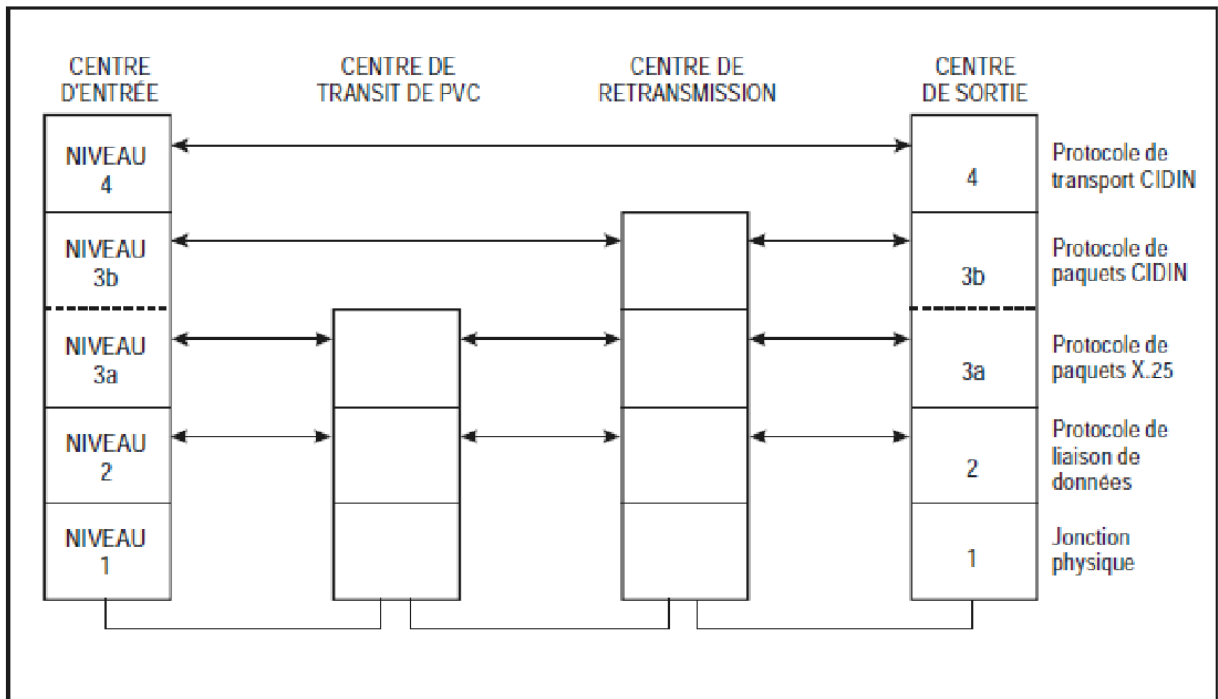 CENTRE
D'ENTRÉE
CENTRE DE
TRANSIT DE PVC
CENTRE DE
RETRANSMISSION
CENTRE
DE SORTIE
NIVEAU
4
4
Protocole de
transport CIDIN
NIVEAU
3b
3b
Protocole de
paquets CIDIN
NIVEAU
3a
3a
Protocole de
paquets X.25
NIVEAU
2
2
Protocole de
liaison de
données
NIVEAU
1
1
Jonction
physique